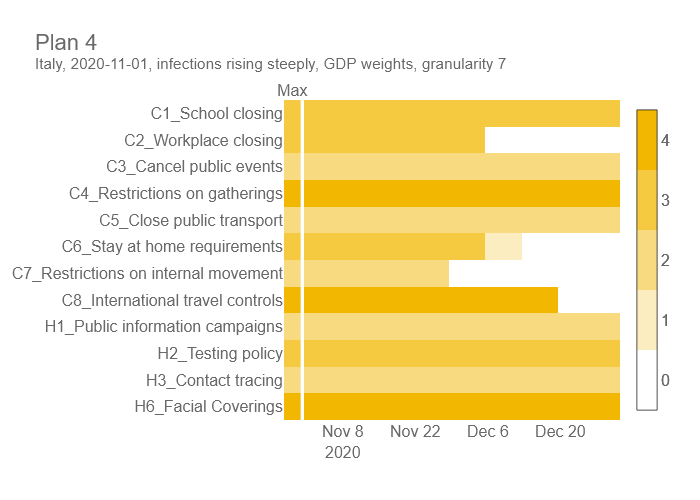 Plan 4
Italy, 2020-11-01, infections rising steeply, GDP weights, granularity 7
Max
C1_School closing
C2_Workplace closing
C3_Cancel public events
C4_Restrictions on gatherings
C5_Close public transport
C6_Stay at home requirements
C7_Restrictions on internal movement
C8_International travel controls
H1_Public information campaigns
H2_Testing policy
H3_Contact tracing
H6_Facial Coverings
4
3
2
1
0
Nov 8 Nov 22 Dec 6 Dec 20
2020